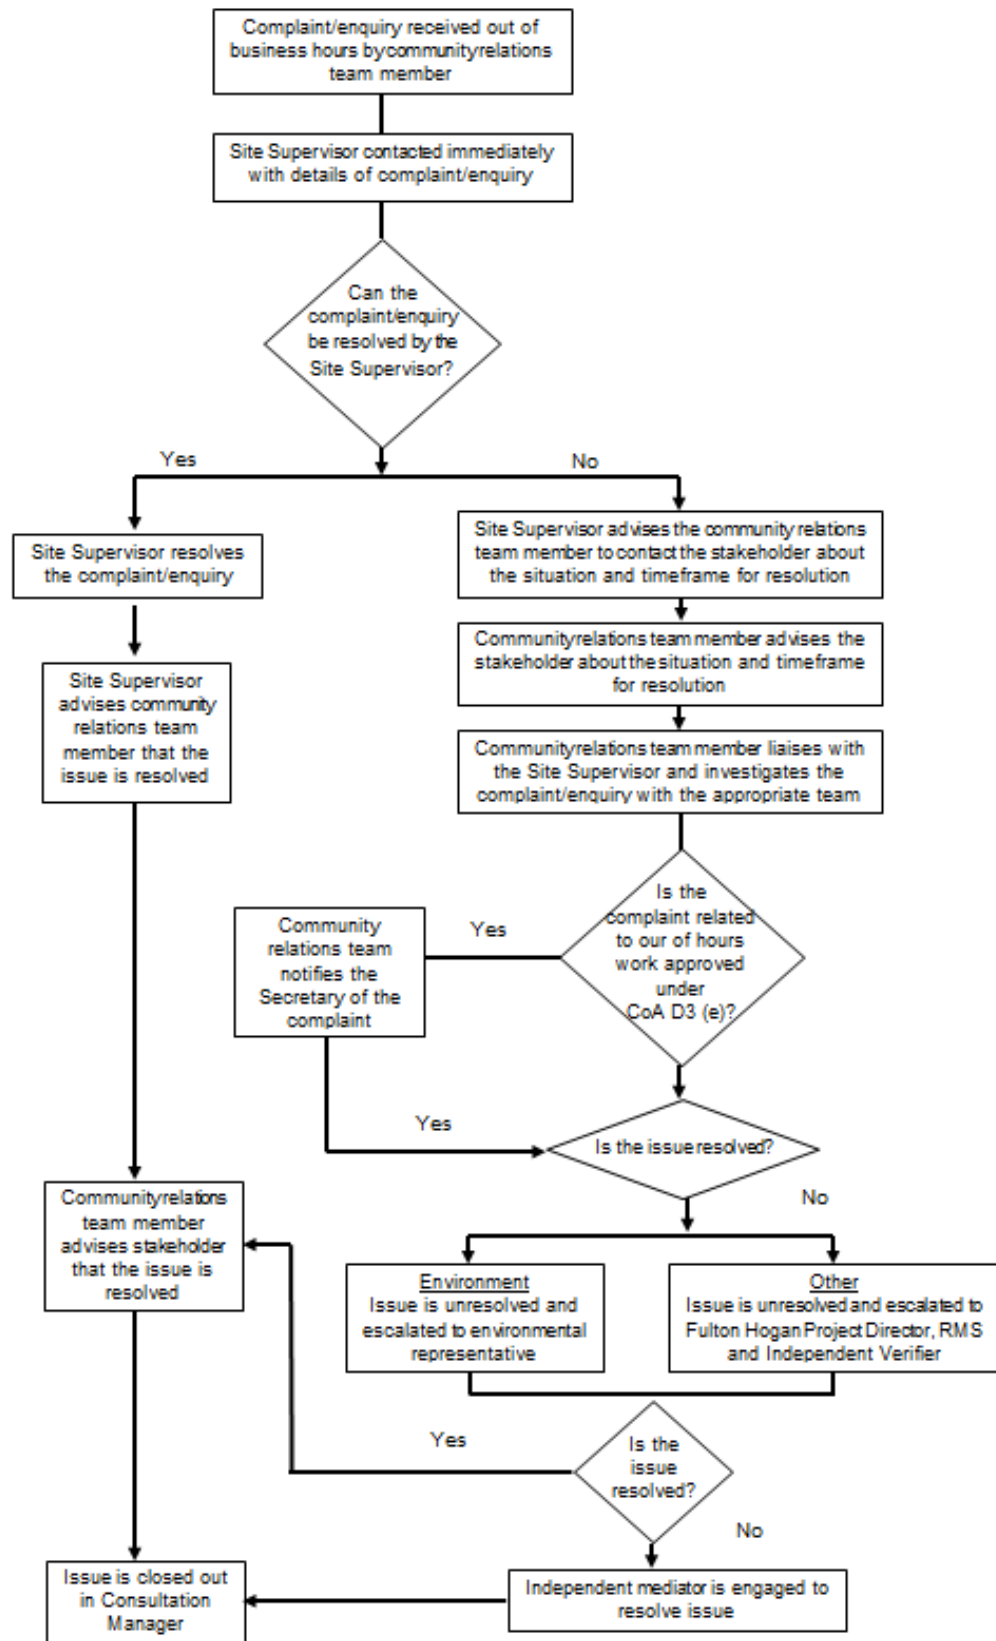 Complaint/enquiry received out of
business hours bycommunityrelations
team member
Site Supervisor contacted immediately
with details of complaint/enquiry
Can the
complaint/enquiry
be resolved by the
Site Supervisor?
Yes
No
Site Supervisor resolves
the complaint/enquiry
Site Supervisor advises the community relations
team member to contact the stakeholder about
the situation and timeframe for resolution
Communityrelations team member advises the
stakeholder about the situation and timeframe
for resolution
Site Supervisor
advises community
relations team
member that the
issue is resolved
Communityrelations team member liaises with
the Site Supervisor and investigates the
complaint/enquiry with the appropriate team
Is the
complaint related
to our of hours
work approved
under
CoA D3 (e)?
Yes
Community
relations team
notifies the
Secretary of the
complaint
Yes
Is the issue resolved?
No
Communityrelations
team member
advises stakeholder
that the issue is
resolved
Environment
Issue is unresolved and
escalated to environmental
representative
Other
Issue is unresolved and escalated to
Fulton Hogan Project Director, RMS
and Independent Verifier
Yes
Is the
issue
resolved?
No
Issue is closed out
in Consultation
Manager
Independent mediator is engaged to
resolve issue